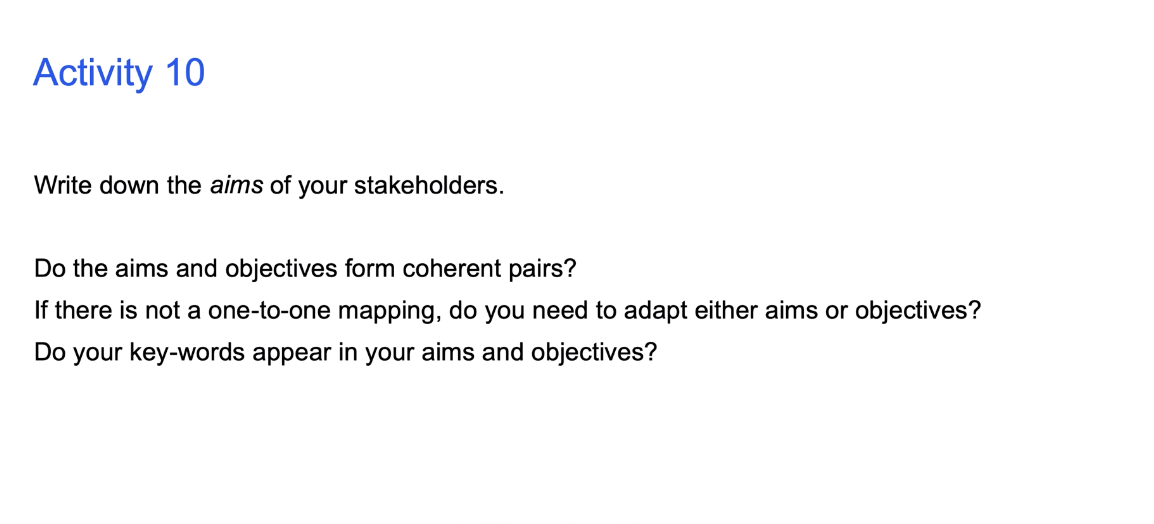 Activity 10
Write down the aims of your stakeholders.
Do the aims and objectives form coherent pairs?
If there is not a one-to-one mapping, do you need to adapt either aims or objectives?
Do your key-words appear in your aims and objectives?